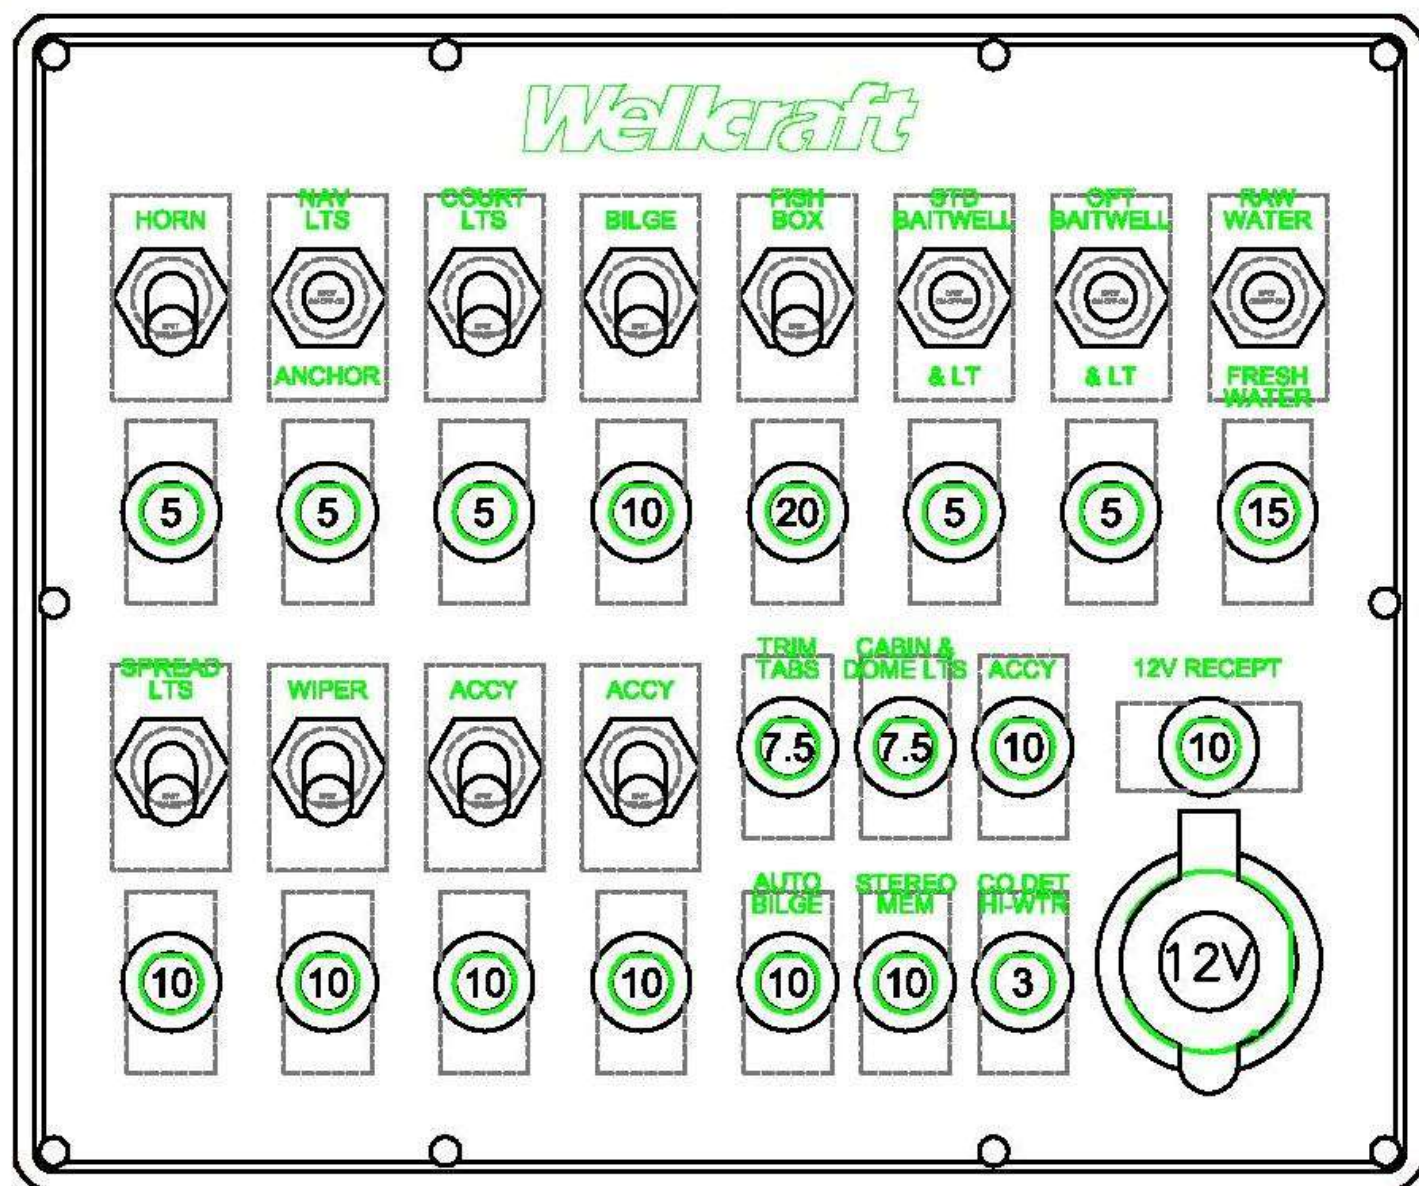 Wellcraft
HORN
NAV
LTS
COURT
LTS
BILGE
FISH
BOX
STD
BAITWELL
OPT
BAITWELL
RAW
WATER
ANCHOR
& LT
& LT
FRESH
WATER
5
5
5
10
20
5
5
15
SPREAD
LTS
WIPER
ACCY
ACCY
TRIM
TABS
CABIN &
DOME LTS
ACCY
12V RECEPT
7.5
7.5
10
10
AUTO
BILGE
STEREO
MEM
CO DET
HI-WTR
10
10
10
10
10
10
3
12V